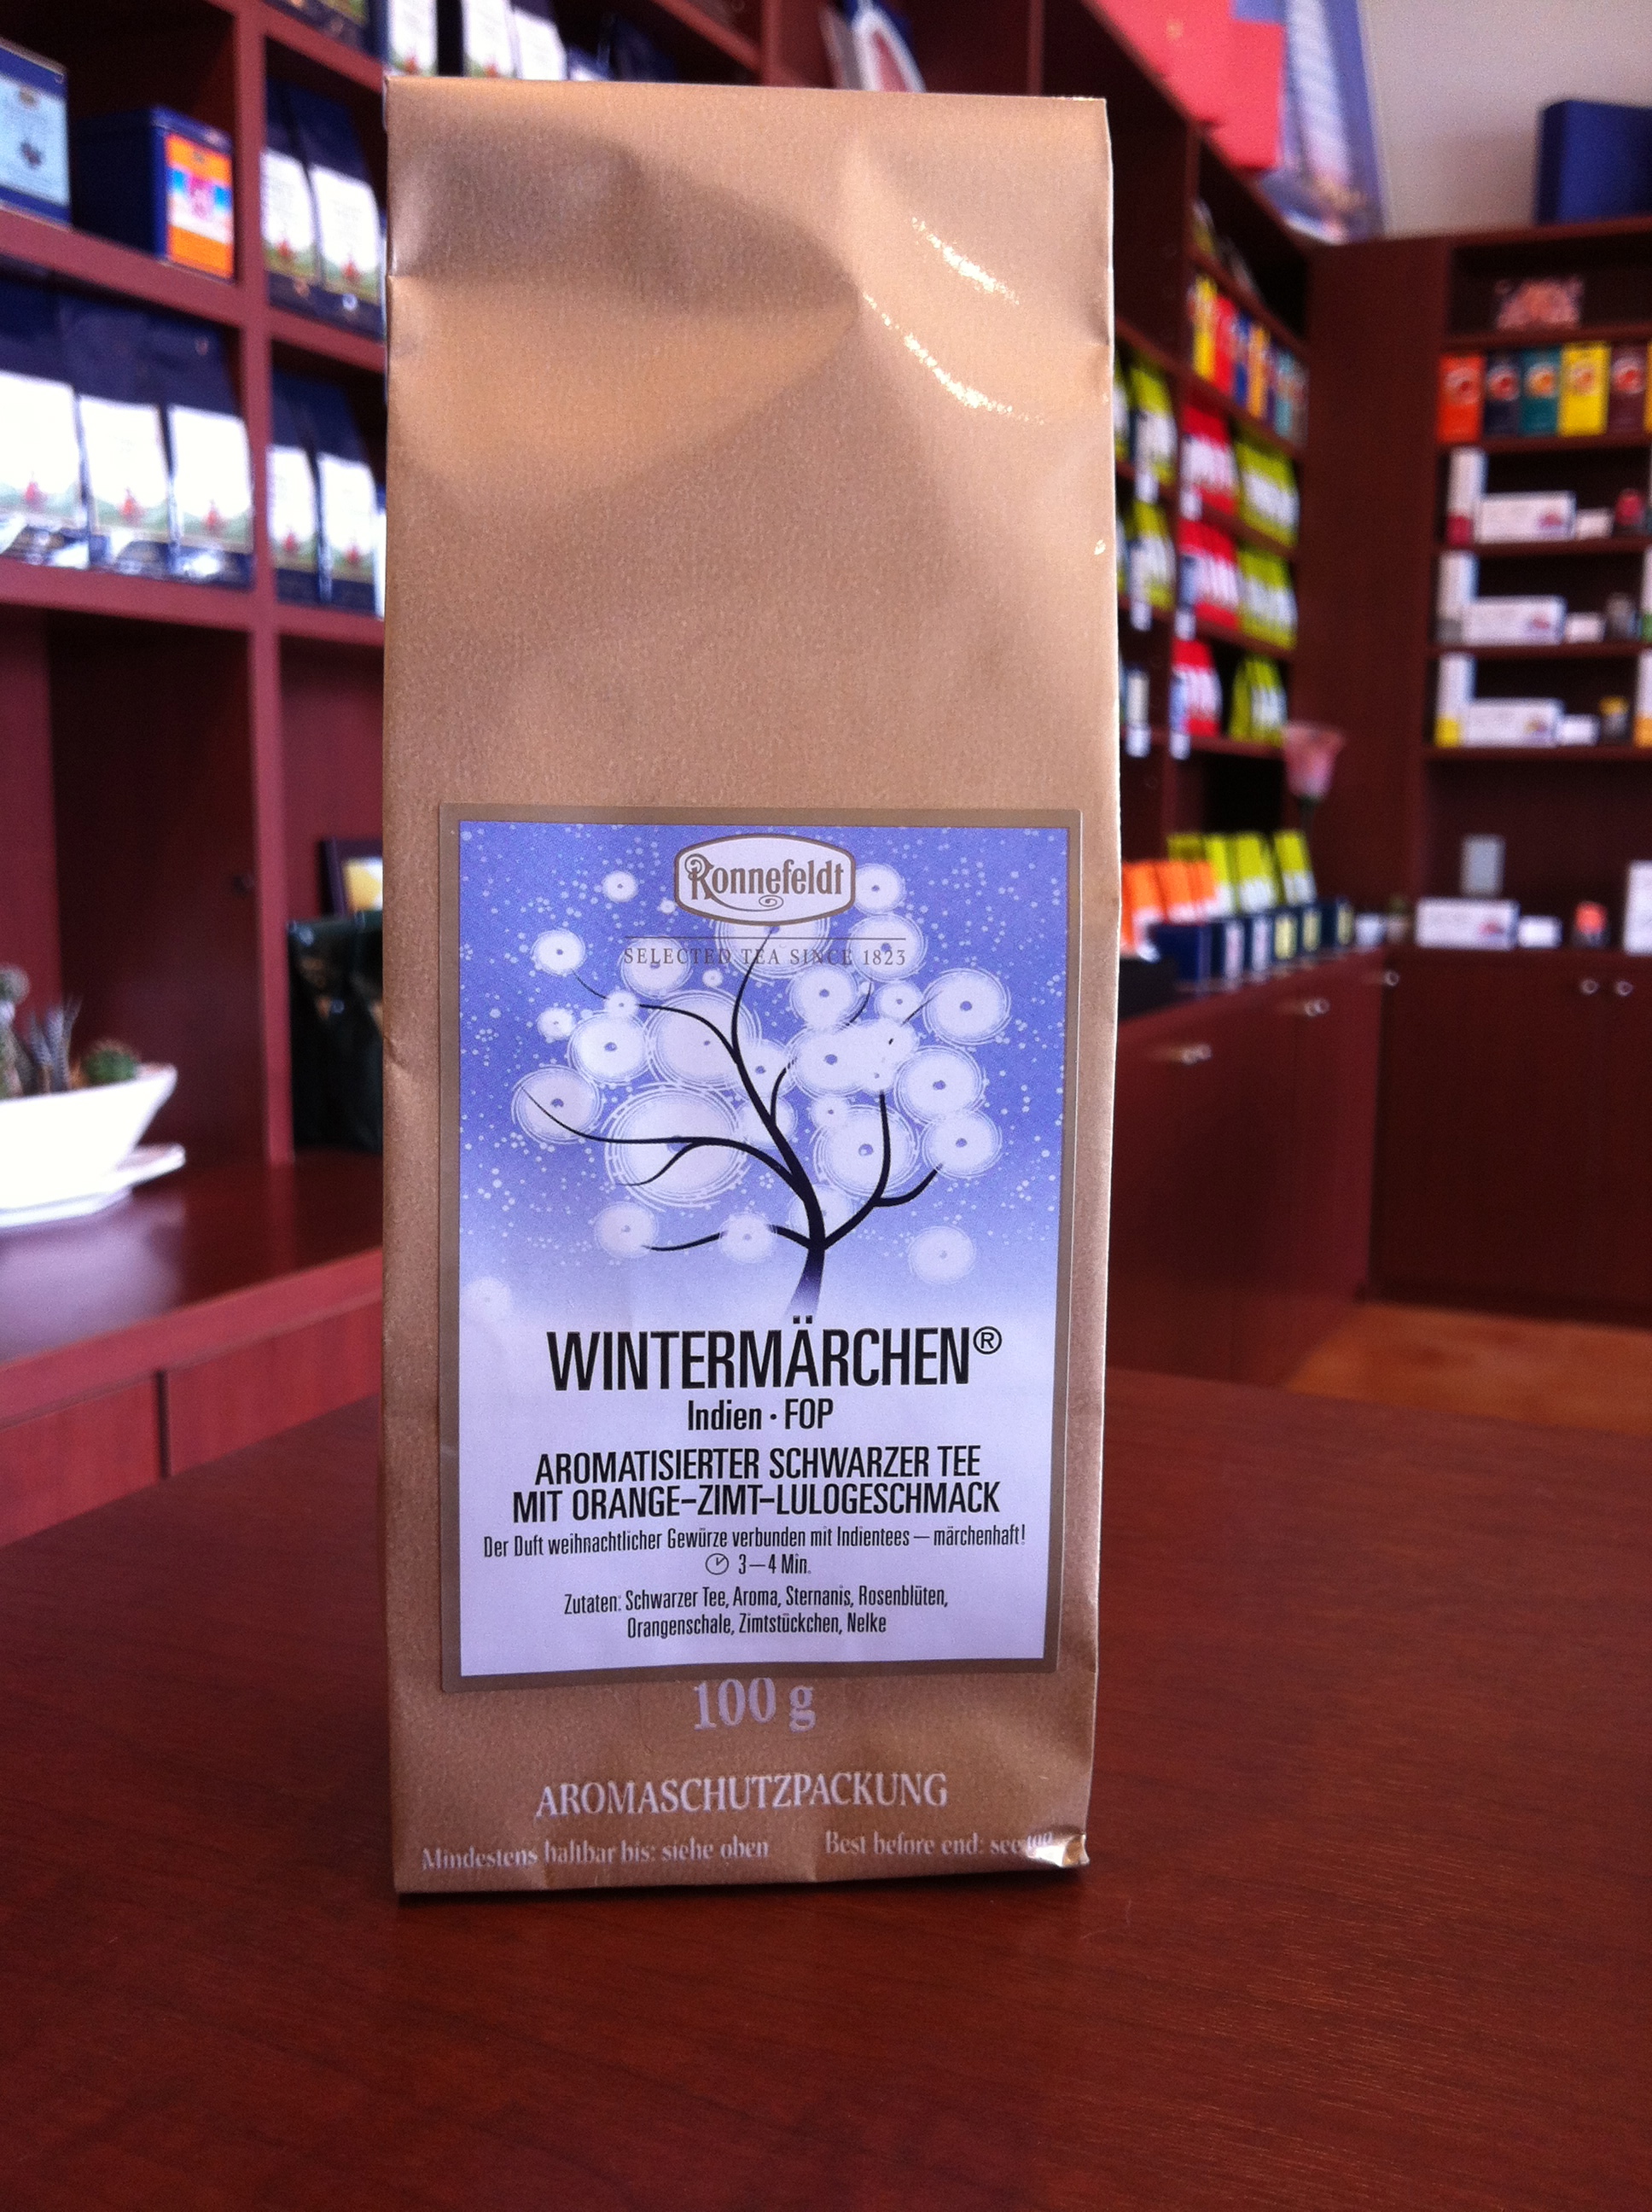 Ronnefeldt
SELECTED TEA SINCE 1823
WINTERMÄRCHEN®
Indien · FOP
AROMATISIERTER SCHWARZER TEE
MIT ORANGE–ZIMT–LULOGESCHMACK
Der Duft weihnachtlicher Gewürze verbunden mit Indientees — märchenhaft!
3—4 Min.
Zutaten: Schwarzer Tee, Aroma, Sternanis, Rosenblüten,
Orangenschale, Zimtstückchen, Nelke
100 g
AROMASCHUTZPACKUNG
Mindestens haltbar bis: siehe oben Best before end: see